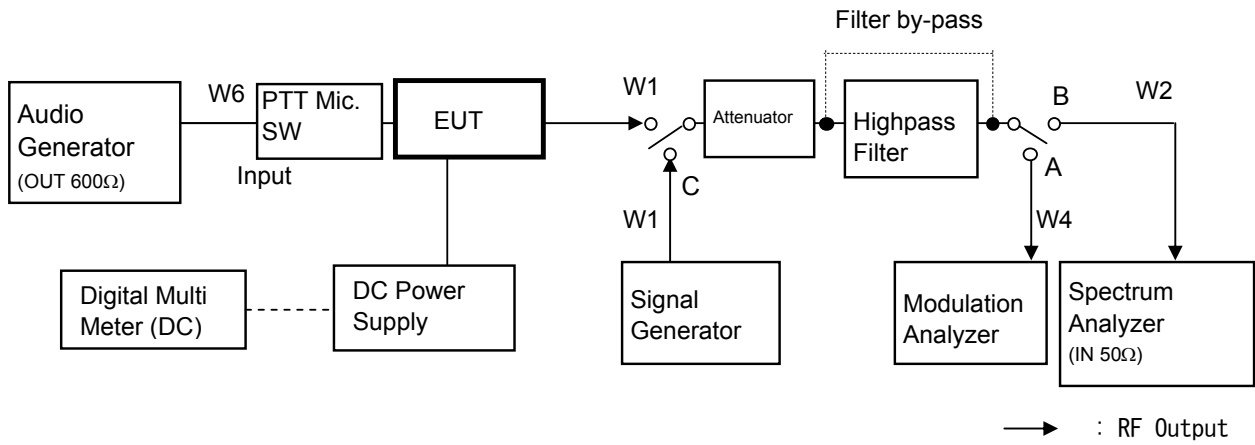 Filter by-pass
Audio
Generator
(OUT 600Ω)
W6
PTT Mic.
SW
Input
EUT
W1
C
W1
Attenuator
Highpass
Filter
B
A
W2
W4
Digital Multi
Meter (DC)
DC Power
Supply
Signal
Generator
Modulation
Analyzer
Spectrum
Analyzer
(IN 50Ω)
: RF Output